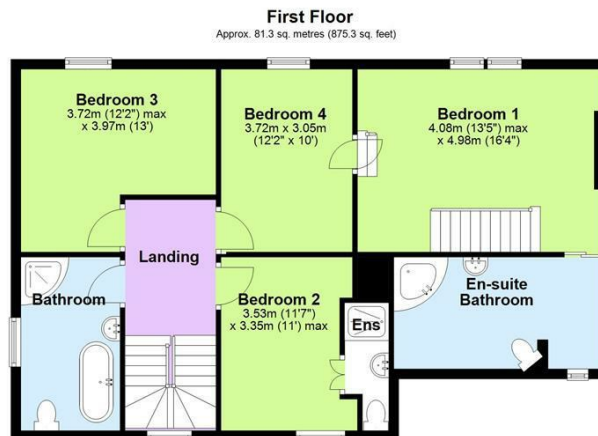 First Floor
Approx. 81.3 sq. metres (875.3 sq. feet)
Bedroom 3
3.72m (12'2") max
x 3.97m (13')
Bedroom 4
3.72m x 3.05m
(12'2" x 10')
Bedroom 1
4.08m (13'5") max
x 4.98m (16'4")
Landing
Bathroom
Bedroom 2
3.53m (11'7")
x 3.35m (11') max
Ens
En-suite
Bathroom